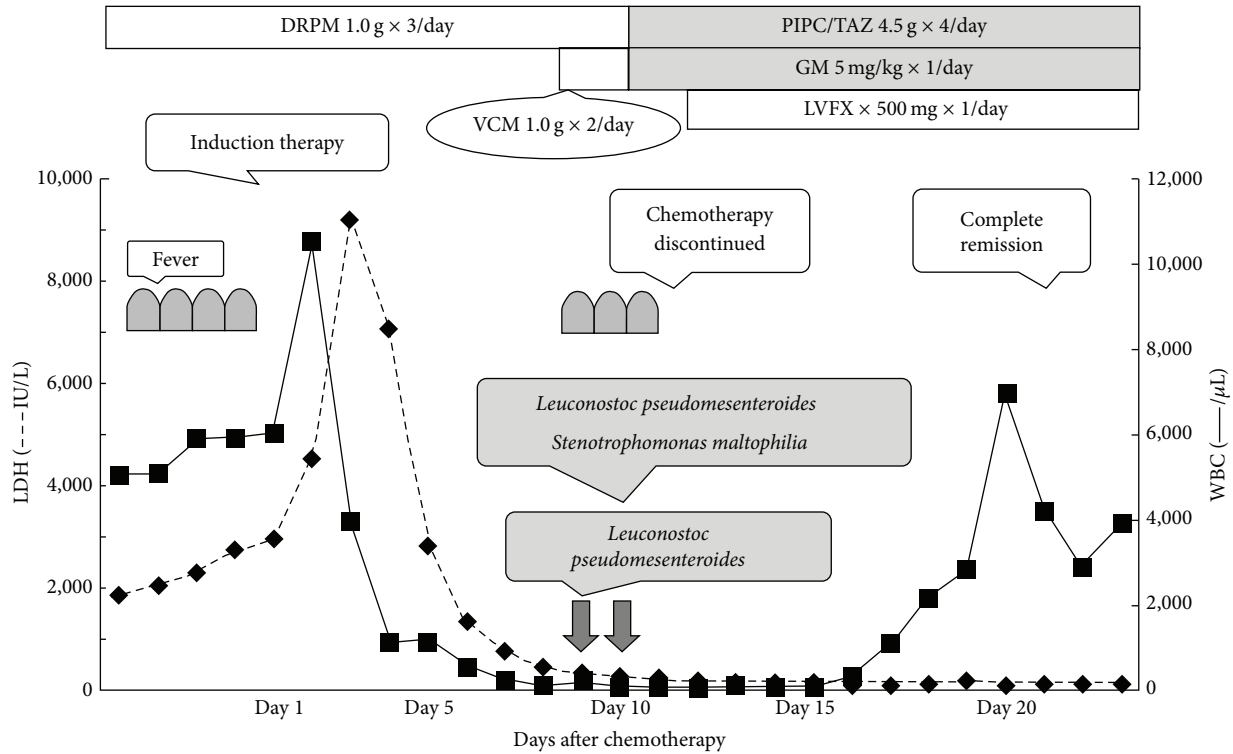 DRPM 1.0 g × 3/day
PIPC/TAZ 4.5 g × 4/day
GM 5 mg/kg × 1/day
VCM 1.0 g × 2/day
LVFX × 500 mg × 1/day
Induction therapy
Fever
Chemotherapy
discontinued
Complete
remission
Leuconostoc pseudomesenteroides
Stenotrophomonas maltophilia
Leuconostoc
pseudomesenteroides
LDH (---IU/L)
10,000
8,000
6,000
4,000
2,000
0
WBC (—/μL)
12,000
10,000
8,000
6,000
4,000
2,000
0
Day 1
Day 5
Day 10
Day 15
Day 20
Days after chemotherapy